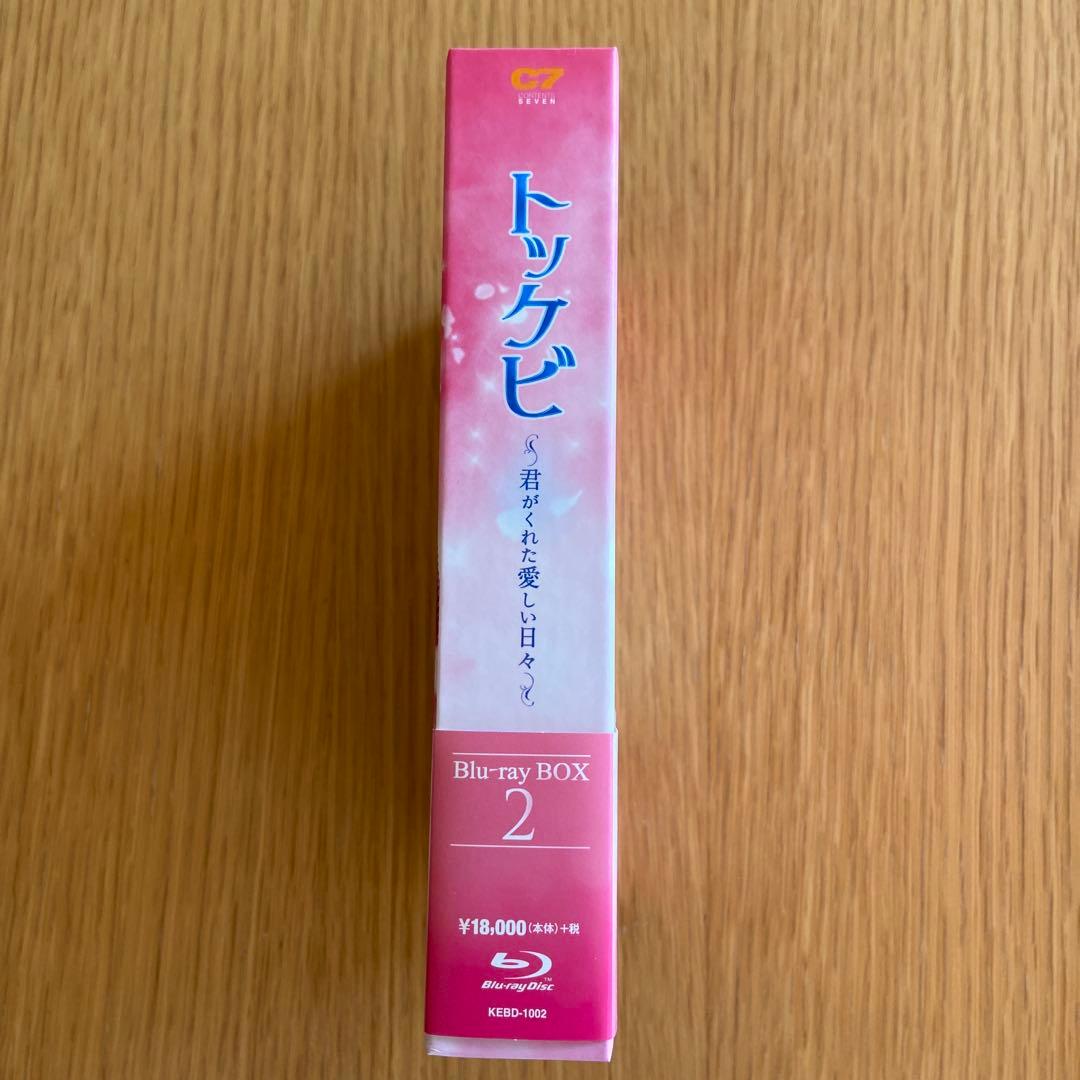 C7
CONTENTS
SEVEN
トッケビ
君がくれた愛しい日々
Blu-ray BOX
2
¥18,000(本体)+税
Blu-ray Disc
TM
KEBD-1002